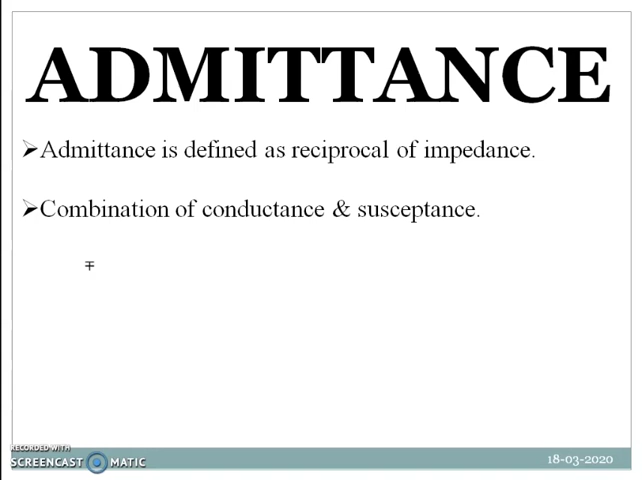 ADMITTANCE
➢Admittance is defined as reciprocal of impedance.
➢Combination of conductance & susceptance.
∓
RECORDED WITH
SCREENCAST MATIC
18-03-2020